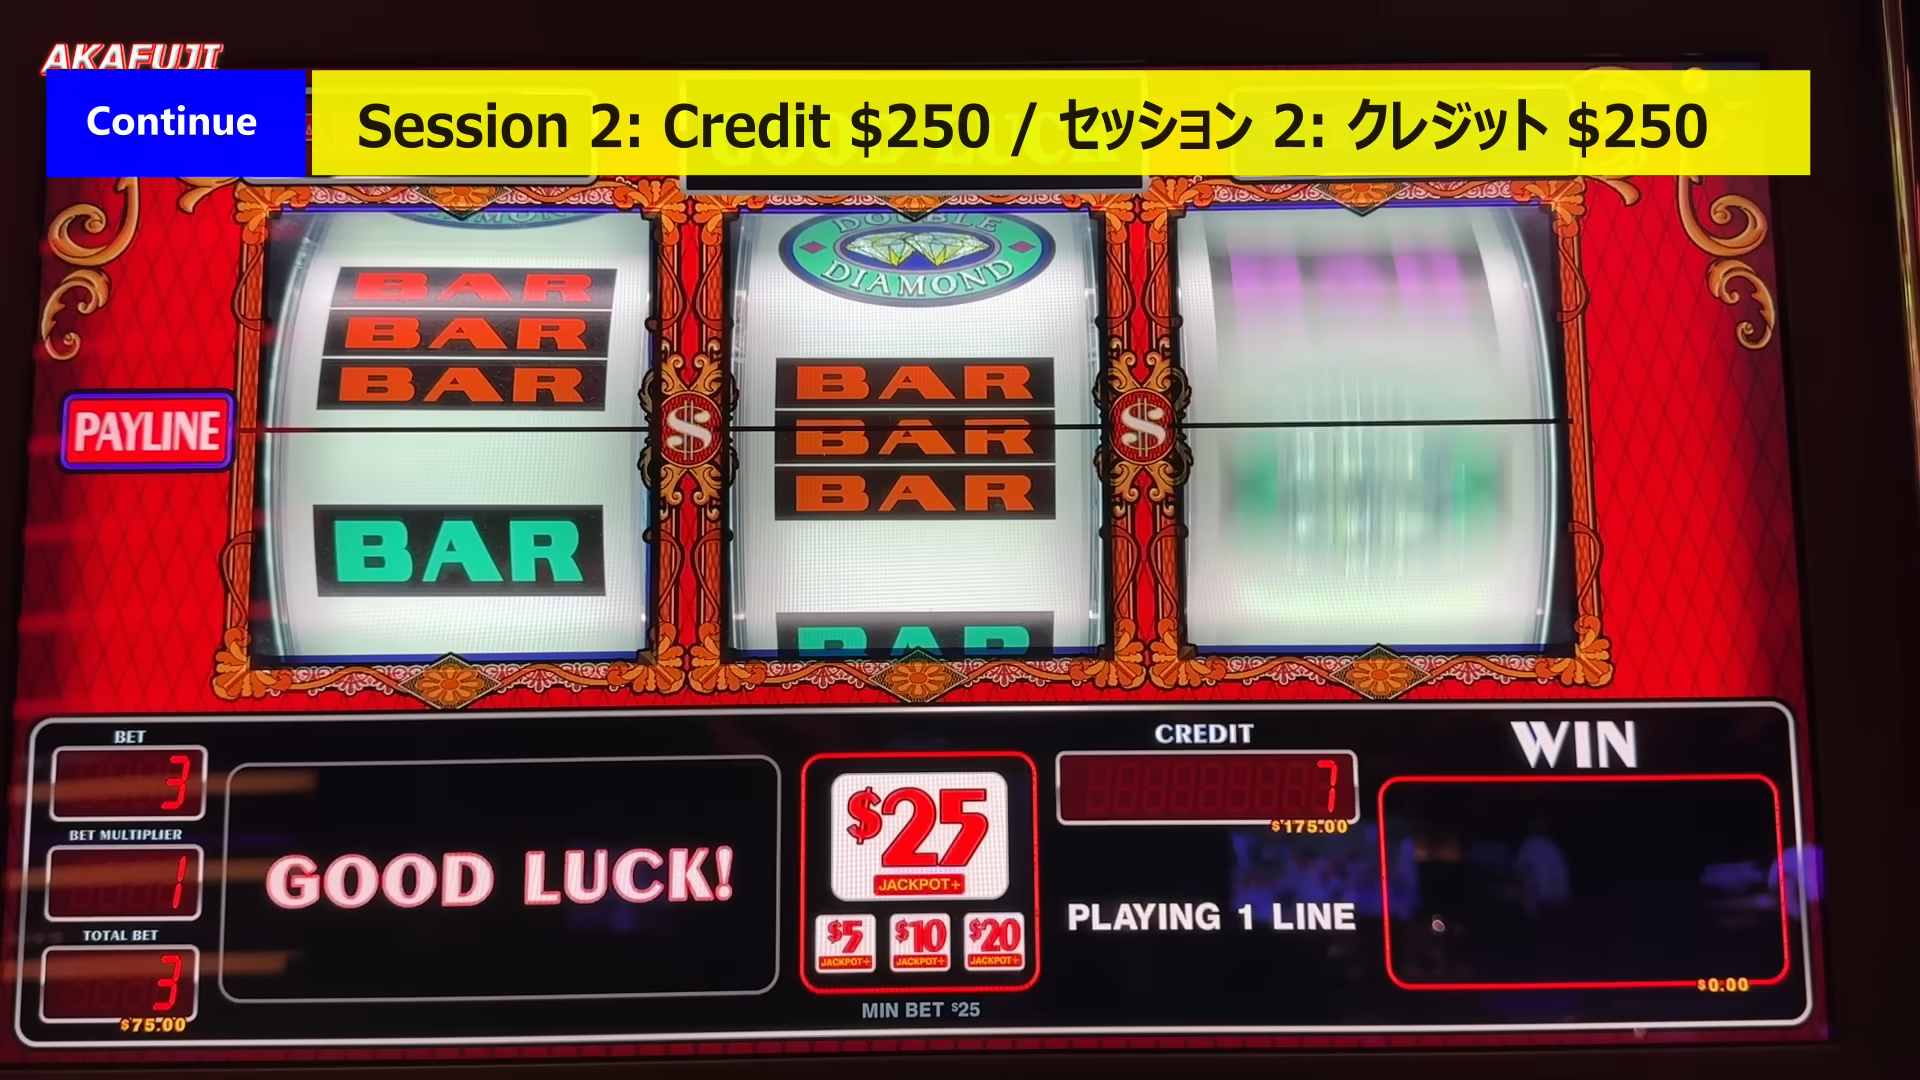 AKAFUJI
Continue
Session 2: Credit $250 / セッション 2: クレジット $250
DIAMOND
BAR
BAR
BAR
BAR
DOUBLE
DIAMOND
BAR
BAR
BAR
BAR
PAYLINE
$
$
BET
3
BET MULTIPLIER
1
TOTAL BET
3
$75.00
GOOD LUCK!
$25
JACKPOT+
$5
JACKPOT+
$10
JACKPOT+
$20
JACKPOT+
MIN BET $25
CREDIT
7
$175.00
PLAYING 1 LINE
WIN
$0.00